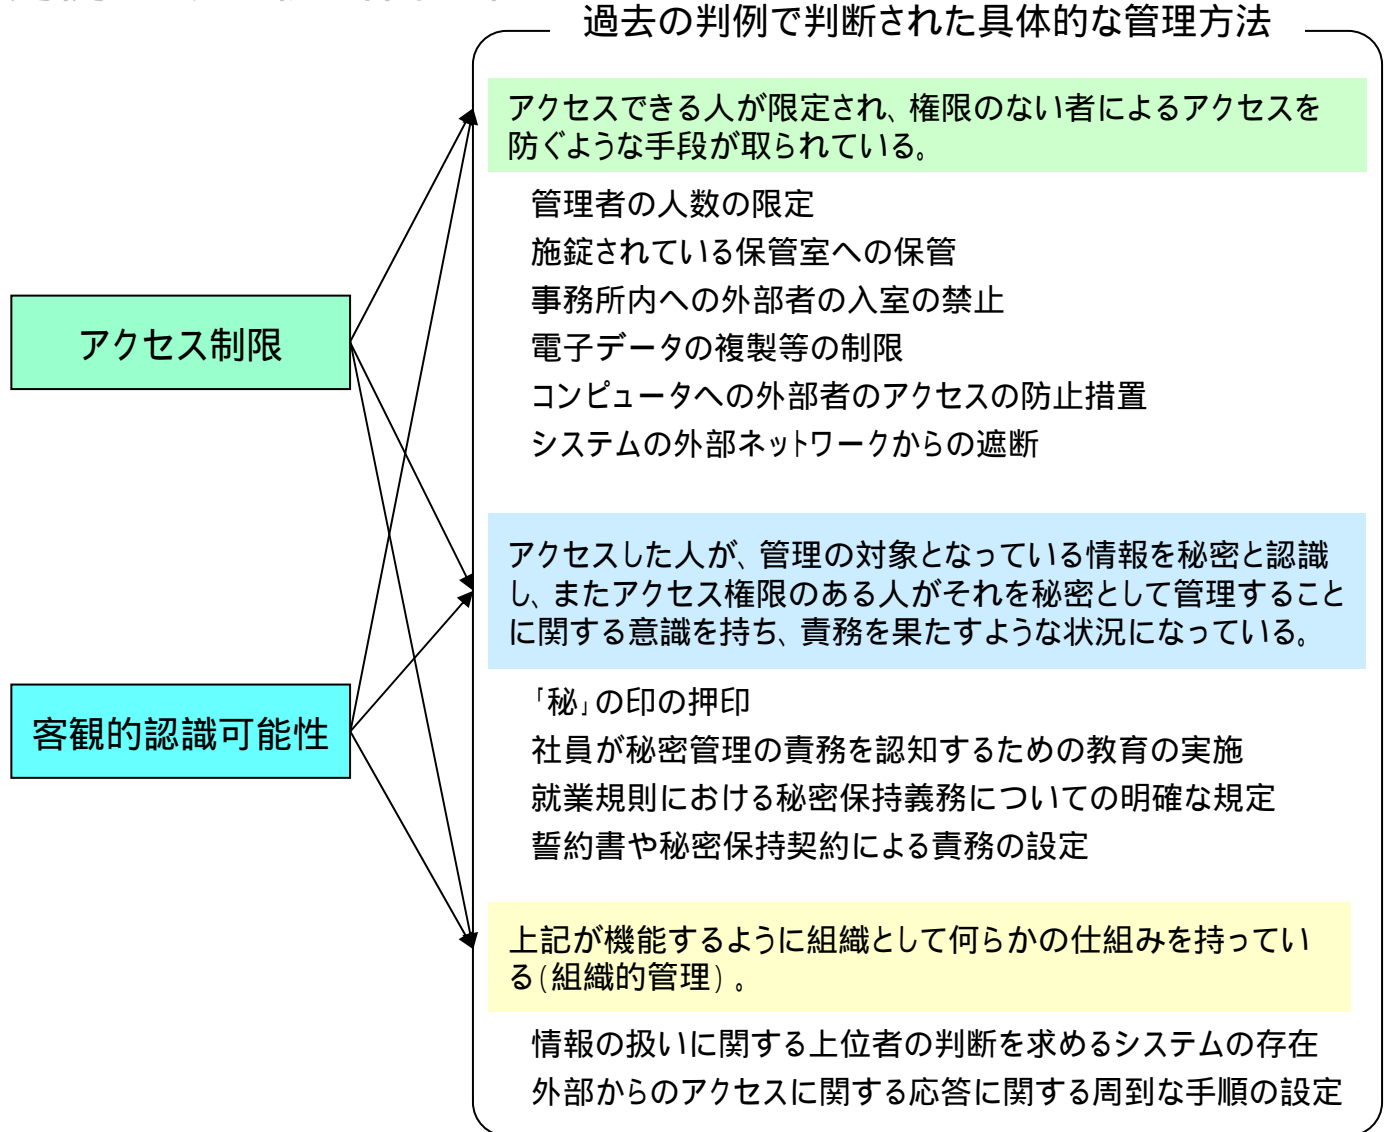 過去の判例で判断された具体的な管理方法
アクセスできる人が限定され、権限のない者によるアクセスを
防ぐような手段が取られている。
管理者の人数の限定
施錠されている保管室への保管
事務所内への外部者の入室の禁止
電子データの複製等の制限
コンピュータへの外部者のアクセスの防止措置
システムの外部ネットワークからの遮断
アクセス制限
アクセスした人が、管理の対象となっている情報を秘密と認識
し、またアクセス権限のある人がそれを秘密として管理すること
に関する意識を持ち、責務を果たすような状況になっている。
「秘」の印の押印
社員が秘密管理の責務を認知するための教育の実施
就業規則における秘密保持義務についての明確な規定
誓約書や秘密保持契約による責務の設定
客観的認識可能性
上記が機能するように組織として何らかの仕組みを持ってい
る(組織的管理)。
情報の扱いに関する上位者の判断を求めるシステムの存在
外部からのアクセスに関する応答に関する周到な手順の設定